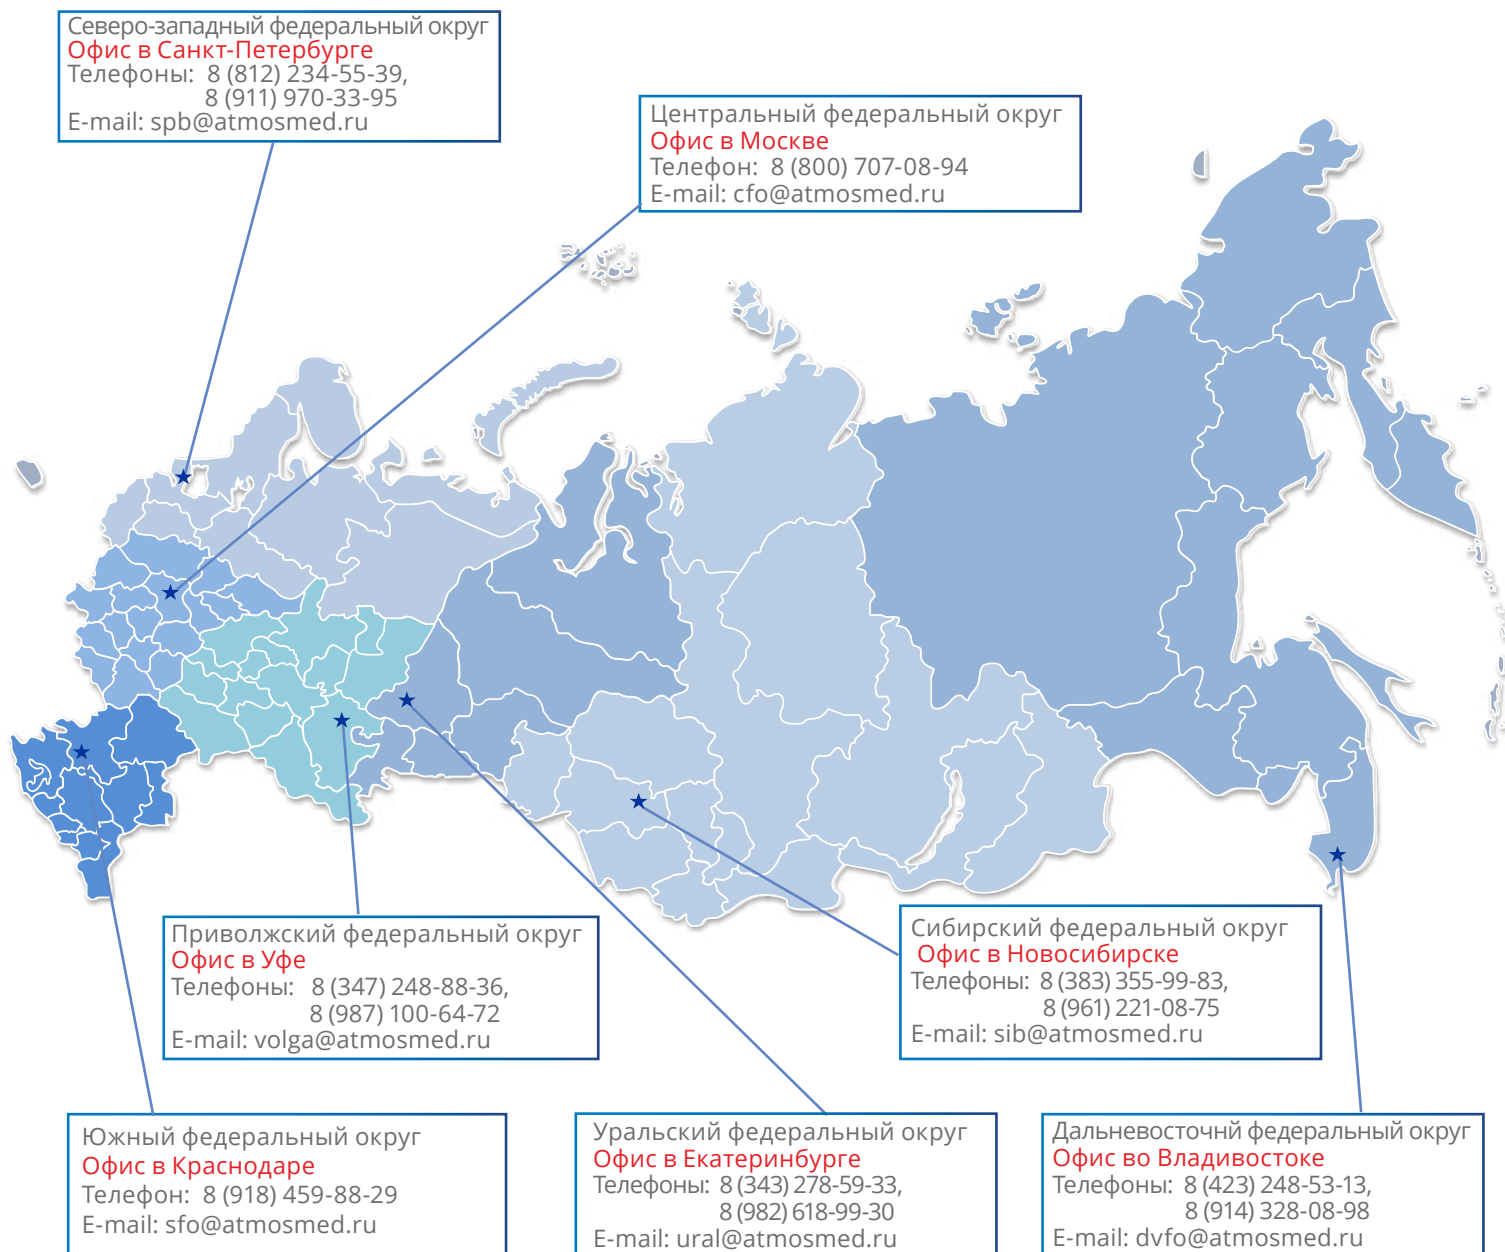 Северо-западный федеральный округ
Офис в Санкт-Петербурге
Телефоны: 8 (812) 234-55-39,
8 (911) 970-33-95
E-mail: spb@atmosmed.ru
Центральный федеральный округ
Офис в Москве
Телефон: 8 (800) 707-08-94
E-mail: cfo@atmosmed.ru
Приволжский федеральный округ
Офис в Уфе
Телефоны: 8 (347) 248-88-36,
8 (987) 100-64-72
E-mail: volga@atmosmed.ru
Сибирский федеральный округ
Офис в Новосибирске
Телефоны: 8 (383) 355-99-83,
8 (961) 221-08-75
E-mail: sib@atmosmed.ru
Южный федеральный округ
Офис в Краснодаре
Телефон: 8 (918) 459-88-29
E-mail: sfo@atmosmed.ru
Уральский федеральный округ
Офис в Екатеринбурге
Телефоны: 8 (343) 278-59-33,
8 (982) 618-99-30
E-mail: ural@atmosmed.ru
Дальневосточнй федеральный округ
Офис во Владивостоке
Телефоны: 8 (423) 248-53-13,
8 (914) 328-08-98
E-mail: dvfo@atmosmed.ru